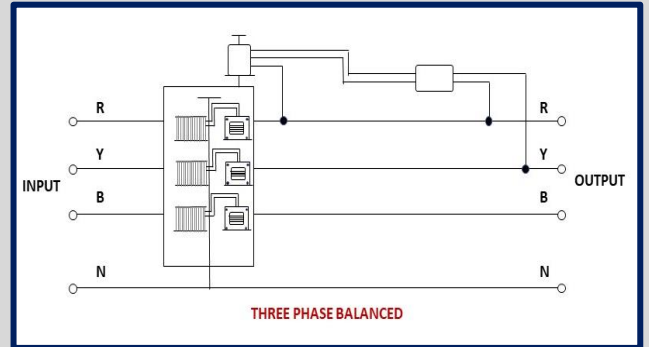 R R
Y Y
INPUT OUTPUT
B B
N N
THREE PHASE BALANCED